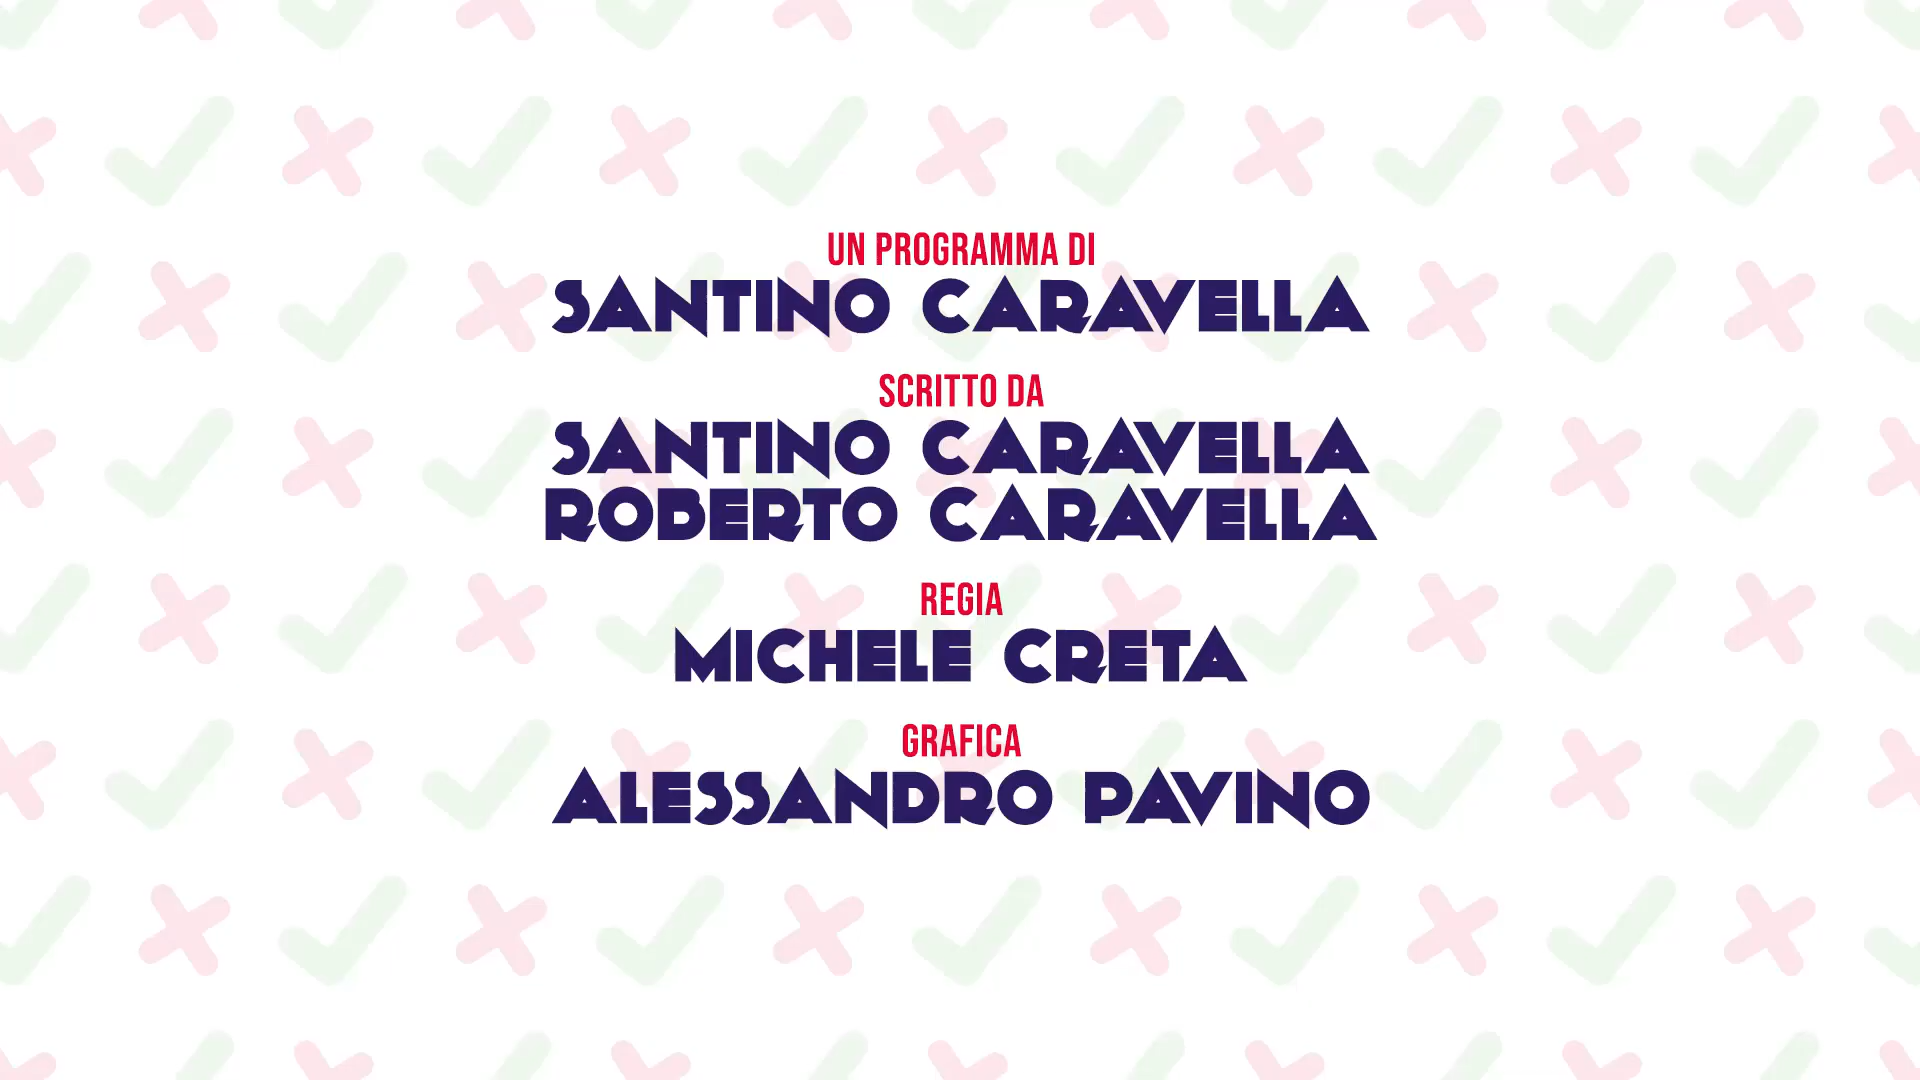 UN PROGRAMMA DI
SANTINO CARAVELLA
SCRITTO DA
SANTINO CARAVELLA
ROBERTO CARAVELLA
REGIA
MICHELE CRETA
GRAFICA
ALESSANDRO PAVINO